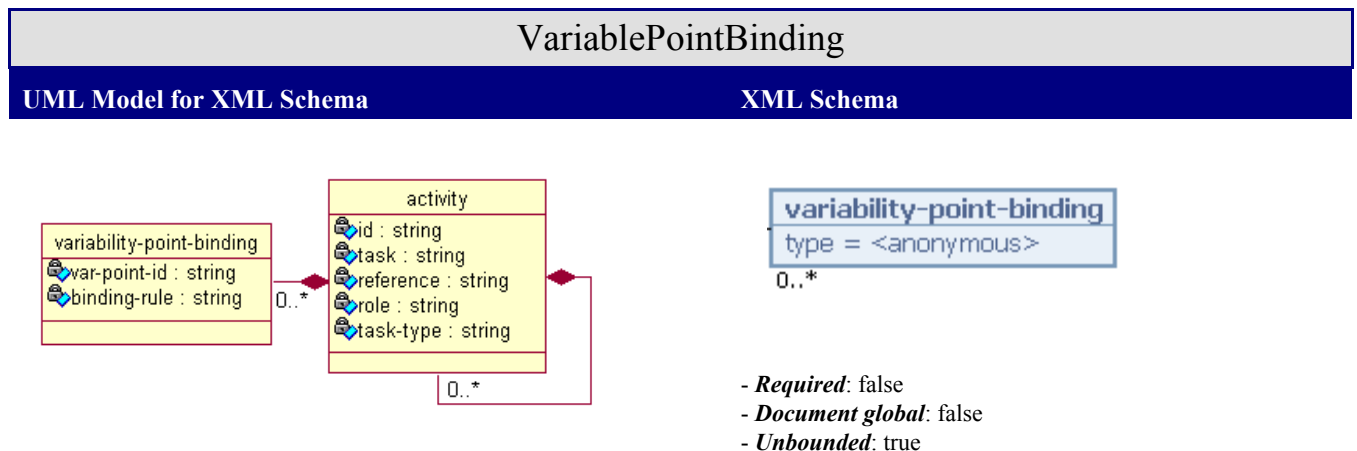 VariablePointBinding
UML Model for XML Schema
XML Schema
variability-point-binding
var-point-id : string
binding-rule : string
0..*
activity
id : string
task : string
reference : string
role : string
task-type : string
0..*
variability-point-binding
type = <anonymous>
0..*
- Required: false
- Document global: false
- Unbounded: true